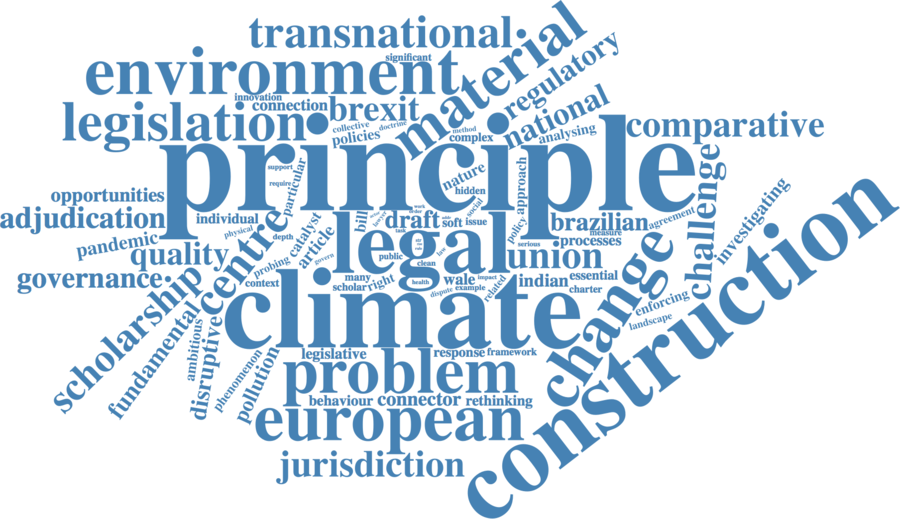 transnational
material
significant
environment
regulatory
innovation
connection
brexit
national
legislation
collective
doctrine
policies
method
complex
analysing
comparative
principle
support
require
particular
nature
hidden
approach
challenge
investigating
opportunities
adjudication
individual
physical
depth
bill
draft
work
task
soft
issue
social
policy
brazilian
agreement
measure
pandemic
quality
centre
catalyst
article
govern
legal
public
clean
law
serious
union
processes
governance
probing
context
many
scholar
right
health
wale
impact
dispute
example
related
indian
essential
charter
change
enforcing
landscape
scholarship
fundamental
ambitious
disruptive
climate
construction
phenomenon
pollution
legislative
response
framework
problem
behaviour
connector
rethinking
european
jurisdiction